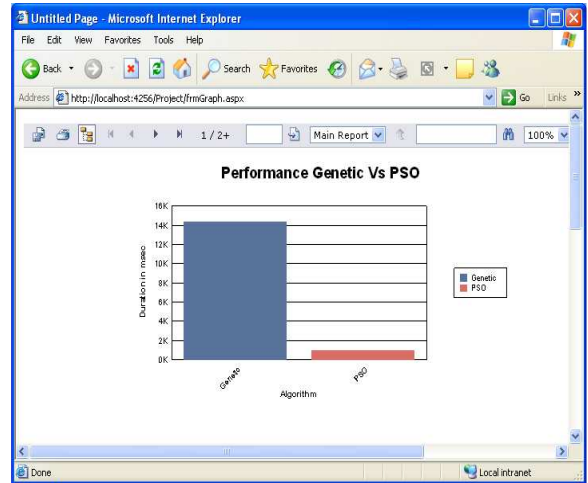 Untitled Page - Microsoft Internet Explorer
File Edit View Favorites Tools Help
Back Search Favorites
Address http://localhost:4256/Project/frmGraph.aspx Go Links »
1 / 2+ Main Report 100%
Performance Genetic Vs PSO
16K
14K
12K
10K
8K
6K
4K
2K
0K
Duration in msec
Genetic
PSO
Algorithm
Genetic
PSO
Done Local intranet